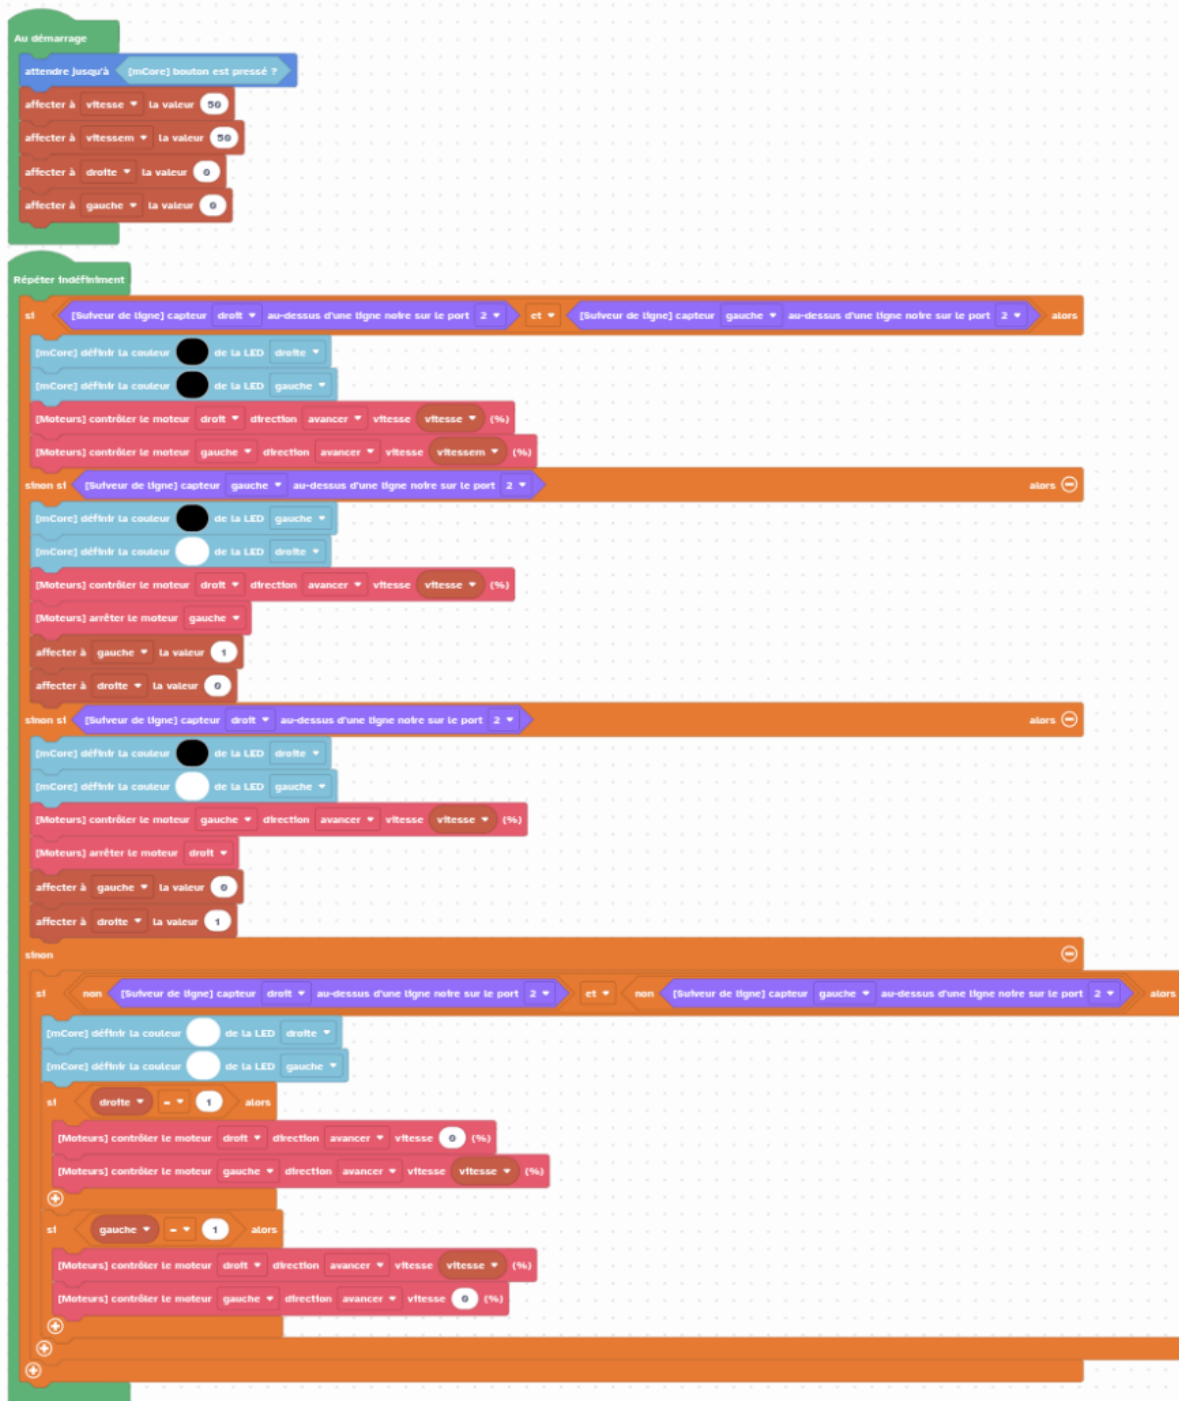 Au démarrage
attendre jusqu'à [mCore] bouton est pressé ?
affecter à vitesse la valeur 50
affecter à vitessem la valeur 50
affecter à droite la valeur 0
affecter à gauche la valeur 0
Répéter indéfiniment
si [Suiveur de ligne] capteur droit au-dessus d'une ligne noire sur le port 2 et [Suiveur de ligne] capteur gauche au-dessus d'une ligne noire sur le port 2 alors
[mCore] définir la couleur de la LED droite
[mCore] définir la couleur de la LED gauche
[Moteurs] contrôler le moteur droit direction avancer vitesse vitesse (%)
[Moteurs] contrôler le moteur gauche direction avancer vitesse vitessem (%)
sinon si [Suiveur de ligne] capteur gauche au-dessus d'une ligne noire sur le port 2 alors
[mCore] définir la couleur de la LED gauche
[mCore] définir la couleur de la LED droite
[Moteurs] contrôler le moteur droit direction avancer vitesse vitesse (%)
[Moteurs] arrêter le moteur gauche
affecter à gauche la valeur 1
affecter à droite la valeur 0
sinon si [Suiveur de ligne] capteur droit au-dessus d'une ligne noire sur le port 2 alors
[mCore] définir la couleur de la LED droite
[mCore] définir la couleur de la LED gauche
[Moteurs] contrôler le moteur gauche direction avancer vitesse vitesse (%)
[Moteurs] arrêter le moteur droit
affecter à gauche la valeur 0
affecter à droite la valeur 1
sinon
si non [Suiveur de ligne] capteur droit au-dessus d'une ligne noire sur le port 2 et non [Suiveur de ligne] capteur gauche au-dessus d'une ligne noire sur le port 2 alors
[mCore] définir la couleur de la LED droite
[mCore] définir la couleur de la LED gauche
si droite = 1 alors
[Moteurs] contrôler le moteur droit direction avancer vitesse 0 (%)
[Moteurs] contrôler le moteur gauche direction avancer vitesse vitesse (%)
si gauche = 1 alors
[Moteurs] contrôler le moteur droit direction avancer vitesse vitesse (%)
[Moteurs] contrôler le moteur gauche direction avancer vitesse 0 (%)